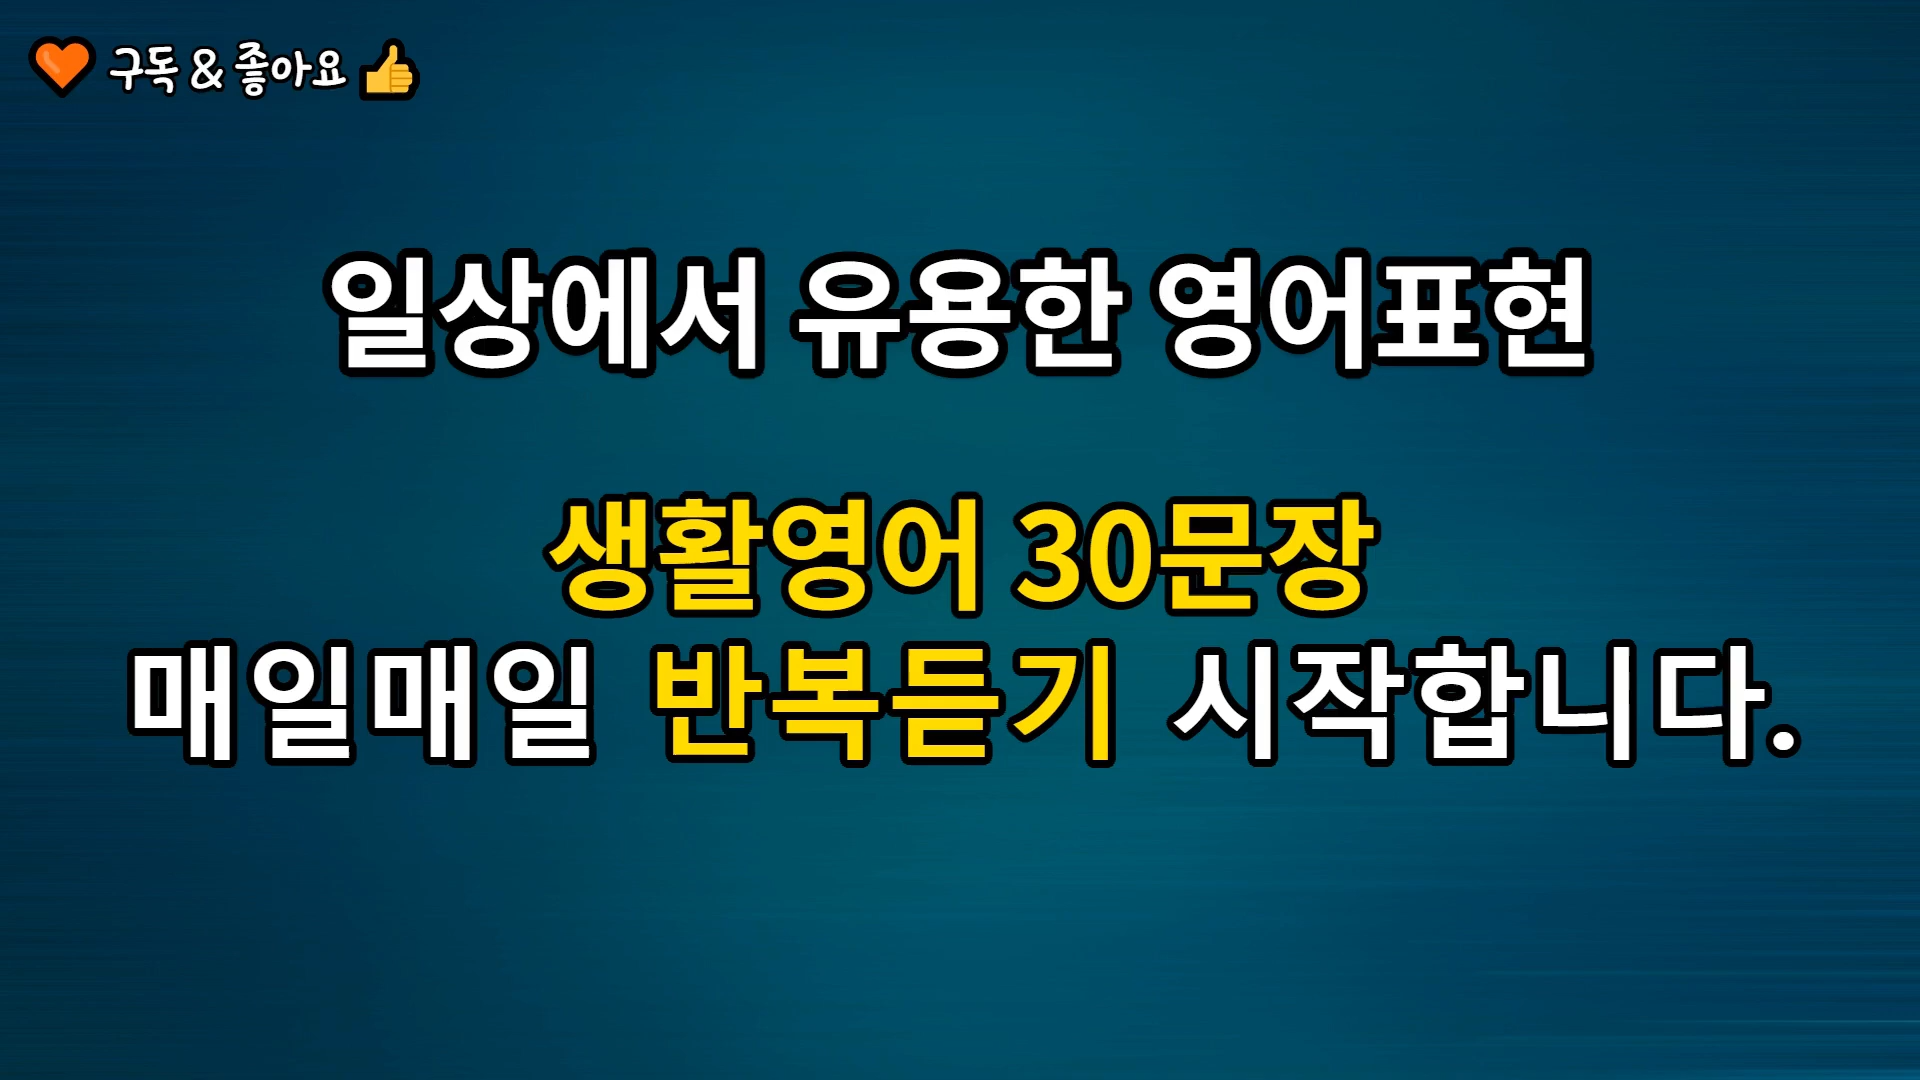 구독 & 좋아요
일상에서 유용한 영어표현
생활영어 30문장
매일매일 반복듣기 시작합니다.